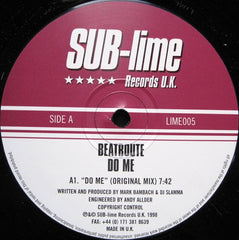 SUB-lime
★★★★★ Records U.K.
SIDE A
LIME005
BEATROUTE
DO ME
A1. "DO ME" (ORIGINAL MIX) 7:42
WRITTEN AND PRODUCED BY MARK BAMBACH & DJ SLAMMA
ENGINEERED BY ANDY ALLDER
COPYRIGHT CONTROL
℗&© SUB-lime Records U.K. 1998
FAX: +44 (0) 171 381 8639
MADE IN U.K.